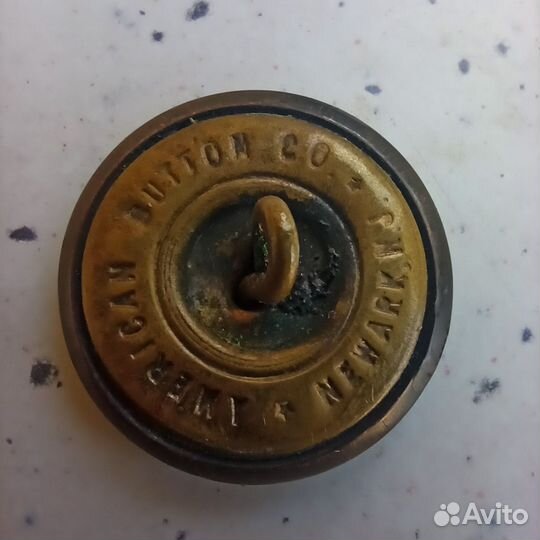 AMERICAN BUTTON CO. ★ NEWARK N.J. ★
Avito